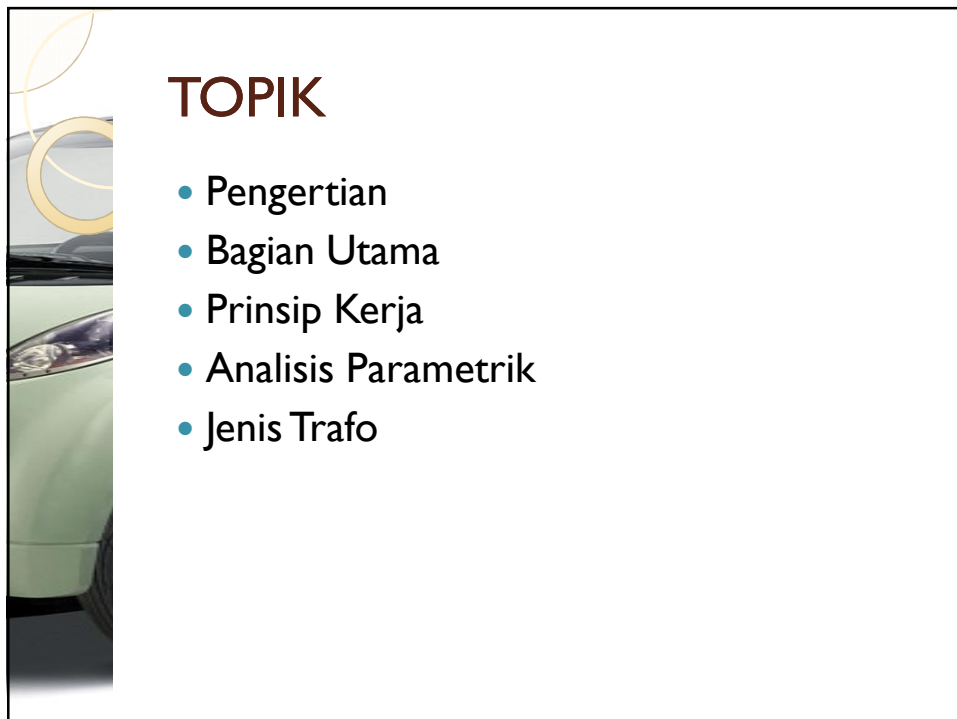 TOPIK
Pengertian
Bagian Utama
Prinsip Kerja
Analisis Parametrik
Jenis Trafo